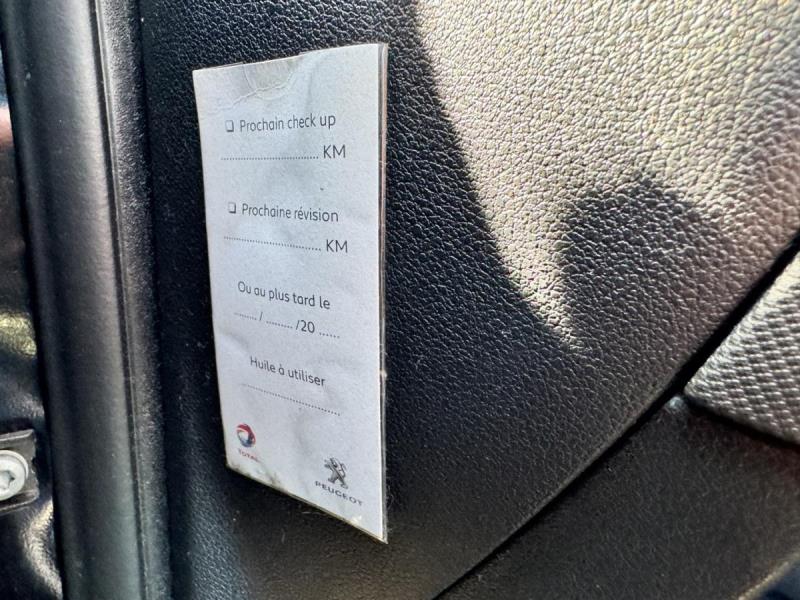 ❏ Prochain check up
.............................. KM
❏ Prochaine révision
.............................. KM
Ou au plus tard le
........ / ......... /20 ......
Huile à utiliser
..............................
TOTAL
PEUGEOT